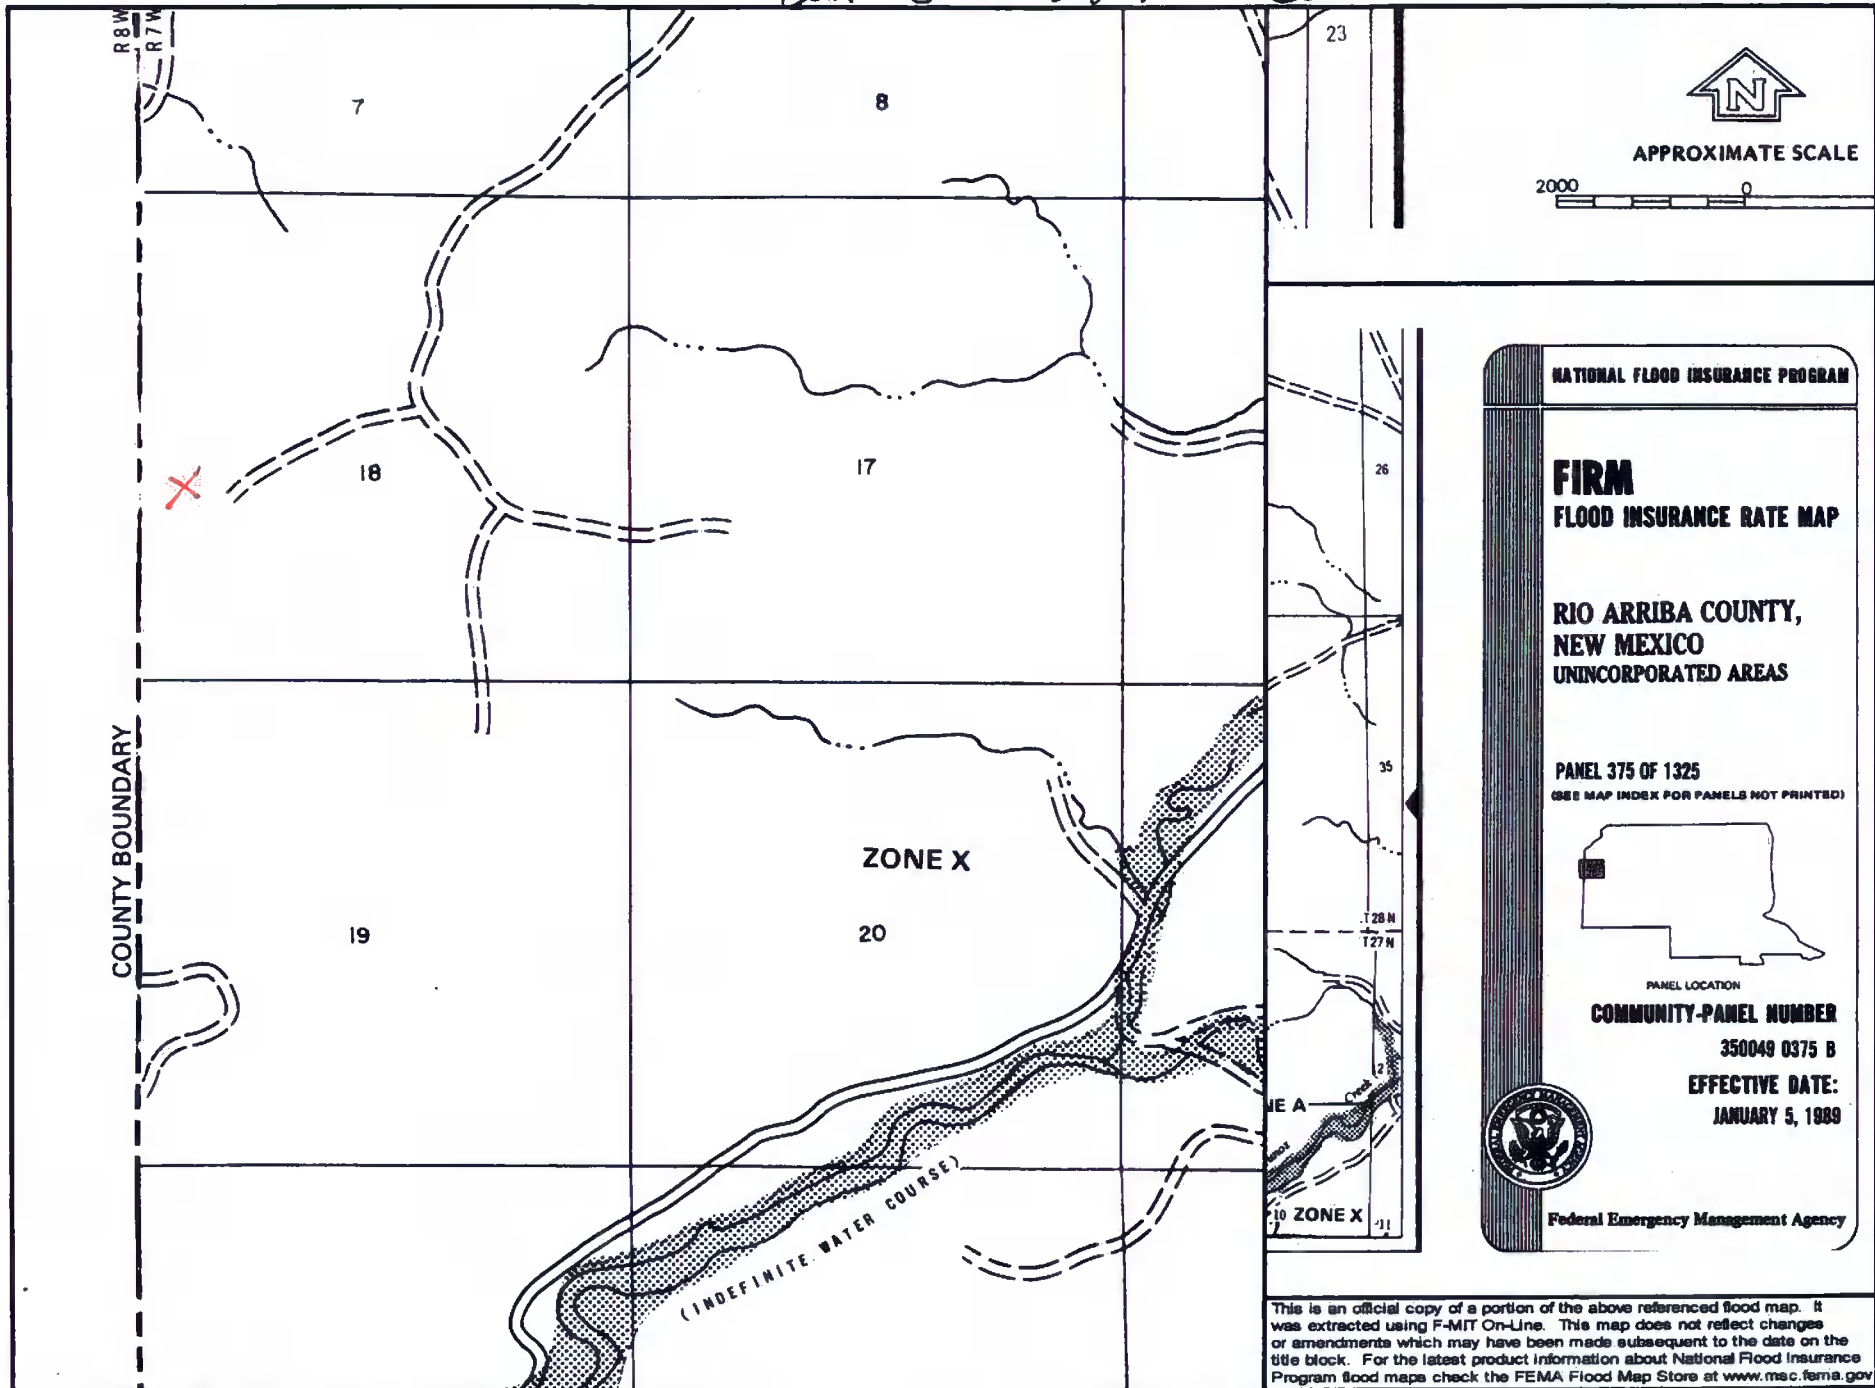 R8W
R7W
7
8
18
17
COUNTY BOUNDARY
ZONE X
19
20
(INDEFINITE WATER COURSE)
23
26
35
T28N
T27N
2
Creek
10 ZONE X 11
N
APPROXIMATE SCALE
2000 0
NATIONAL FLOOD INSURANCE PROGRAM
FIRM
FLOOD INSURANCE RATE MAP
RIO ARRIBA COUNTY,
NEW MEXICO
UNINCORPORATED AREAS
PANEL 375 OF 1325
(SEE MAP INDEX FOR PANELS NOT PRINTED)
PANEL LOCATION
COMMUNITY-PANEL NUMBER
350049 0375 B
EFFECTIVE DATE:
JANUARY 5, 1989
Federal Emergency Management Agency
This is an official copy of a portion of the above referenced flood map. It
was extracted using F-MIT On-Line. This map does not reflect changes
or amendments which may have been made subsequent to the date on the
title block. For the latest product information about National Flood Insurance
Program flood maps check the FEMA Flood Map Store at www.msc.fema.gov